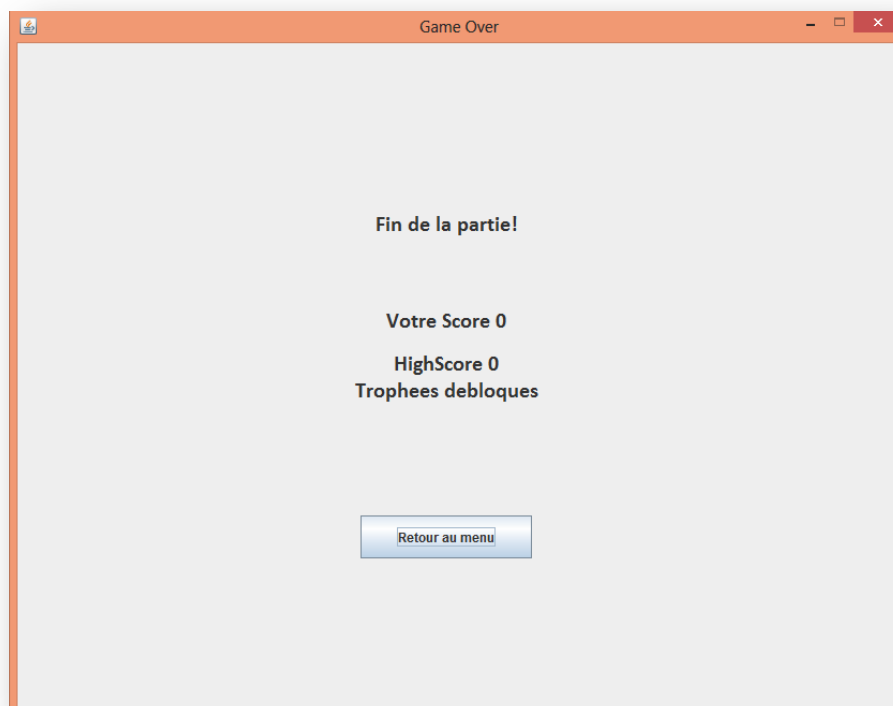 Game Over
Fin de la partie!
Votre Score 0
HighScore 0
Trophees debloques
Retour au menu